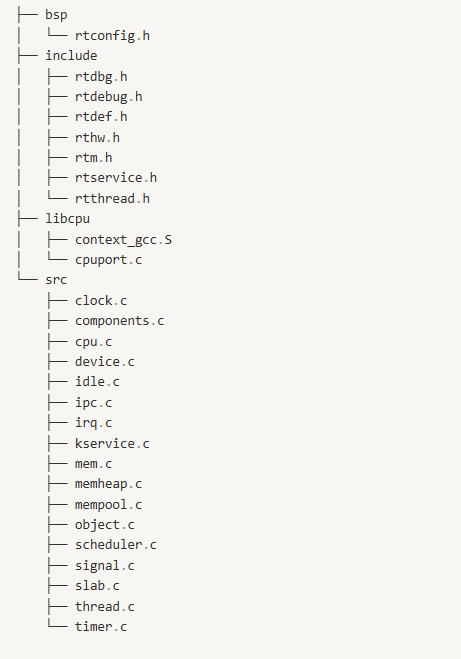 ├── bsp
│   └── rtconfig.h
├── include
│   ├── rtdbg.h
│   ├── rtdebug.h
│   ├── rtdef.h
│   ├── rthw.h
│   ├── rtm.h
│   ├── rtservice.h
│   └── rtthread.h
├── libcpu
│   ├── context_gcc.S
│   └── cpuport.c
└── src
    ├── clock.c
    ├── components.c
    ├── cpu.c
    ├── device.c
    ├── idle.c
    ├── ipc.c
    ├── irq.c
    ├── kservice.c
    ├── mem.c
    ├── memheap.c
    ├── mempool.c
    ├── object.c
    ├── scheduler.c
    ├── signal.c
    ├── slab.c
    ├── thread.c
    └── timer.c